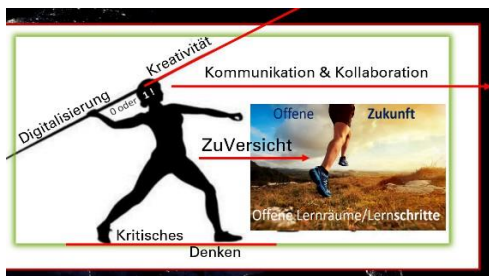 Kreativität
Kommunikation & Kollaboration
Digitalisierung
0 oder 1 !
Offene Zukunft
ZuVersicht
Offene Lernräume/Lernschritte
Kritisches
Denken